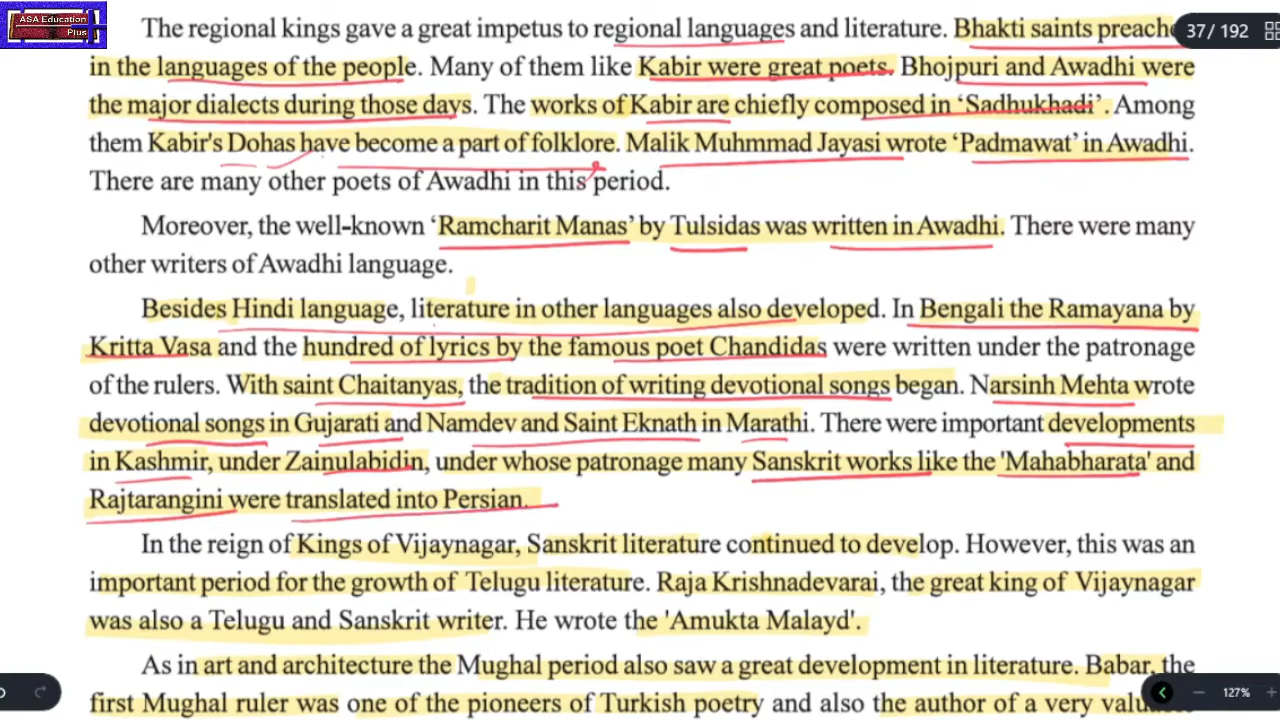 ASA Education
Plus
37 / 192
The regional kings gave a great impetus to regional languages and literature. Bhakti saints
in the languages of the people. Many of them like Kabir were great poets. Bhojpuri and Awadhi were
the major dialects during those days. The works of Kabir are chiefly composed in ‘Sadhukhadi’. Among
them Kabir's Dohas have become a part of folklore. Malik Muhmmad Jayasi wrote ‘Padmawat’ in Awadhi.
There are many other poets of Awadhi in this period.
Moreover, the well-known ‘Ramcharit Manas’ by Tulsidas was written in Awadhi. There were many
other writers of Awadhi language.
Besides Hindi language, literature in other languages also developed. In Bengali the Ramayana by
Kritta Vasa and the hundred of lyrics by the famous poet Chandidas were written under the patronage
of the rulers. With saint Chaitanyas, the tradition of writing devotional songs began. Narsinh Mehta wrote
devotional songs in Gujarati and Namdev and Saint Eknath in Marathi. There were important developments
in Kashmir, under Zainulabidin, under whose patronage many Sanskrit works like the 'Mahabharata' and
Rajtarangini were translated into Persian.
In the reign of Kings of Vijaynagar, Sanskrit literature continued to develop. However, this was an
important period for the growth of Telugu literature. Raja Krishnadevarai, the great king of Vijaynagar
was also a Telugu and Sanskrit writer. He wrote the 'Amukta Malayd'.
As in art and architecture the Mughal period also saw a great development in literature. Babar, the
first Mughal ruler was one of the pioneers of Turkish poetry and also the author of a very
127%